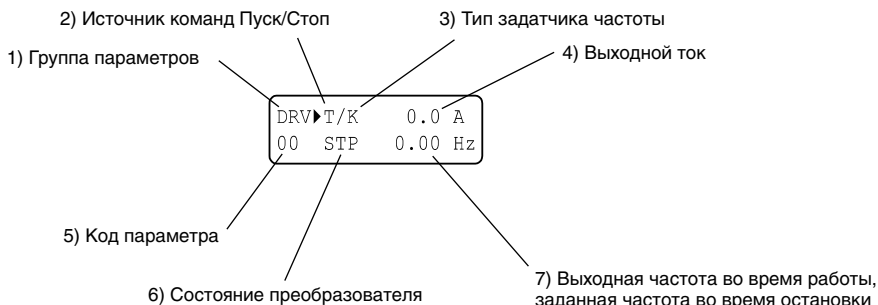 2) Источник команд Пуск/Стоп
3) Тип задатчика частоты
1) Группа параметров
4) Выходной ток
DRV▶T/K 0.0 A
00 STP 0.00 Hz
5) Код параметра
6) Состояние преобразователя
7) Выходная частота во время работы,
заданная частота во время остановки